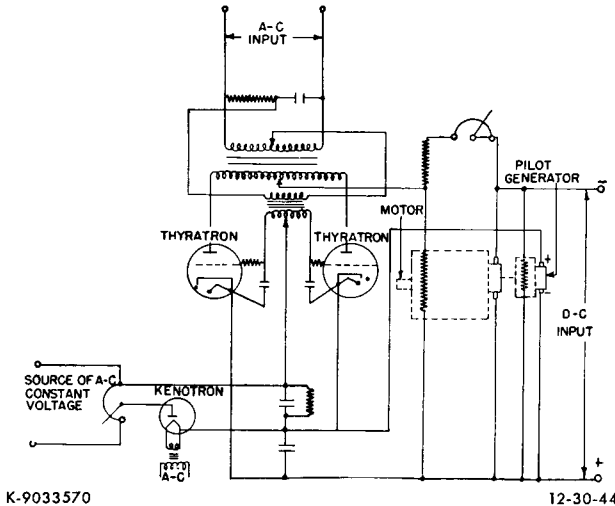 A-C
INPUT
PILOT
GENERATOR
MOTOR
THYRATRON
THYRATRON
+
-
D-C
INPUT
SOURCE OF A-C
CONSTANT
VOLTAGE
KENOTRON
A-C
-
+
K-9033570
12-30-44